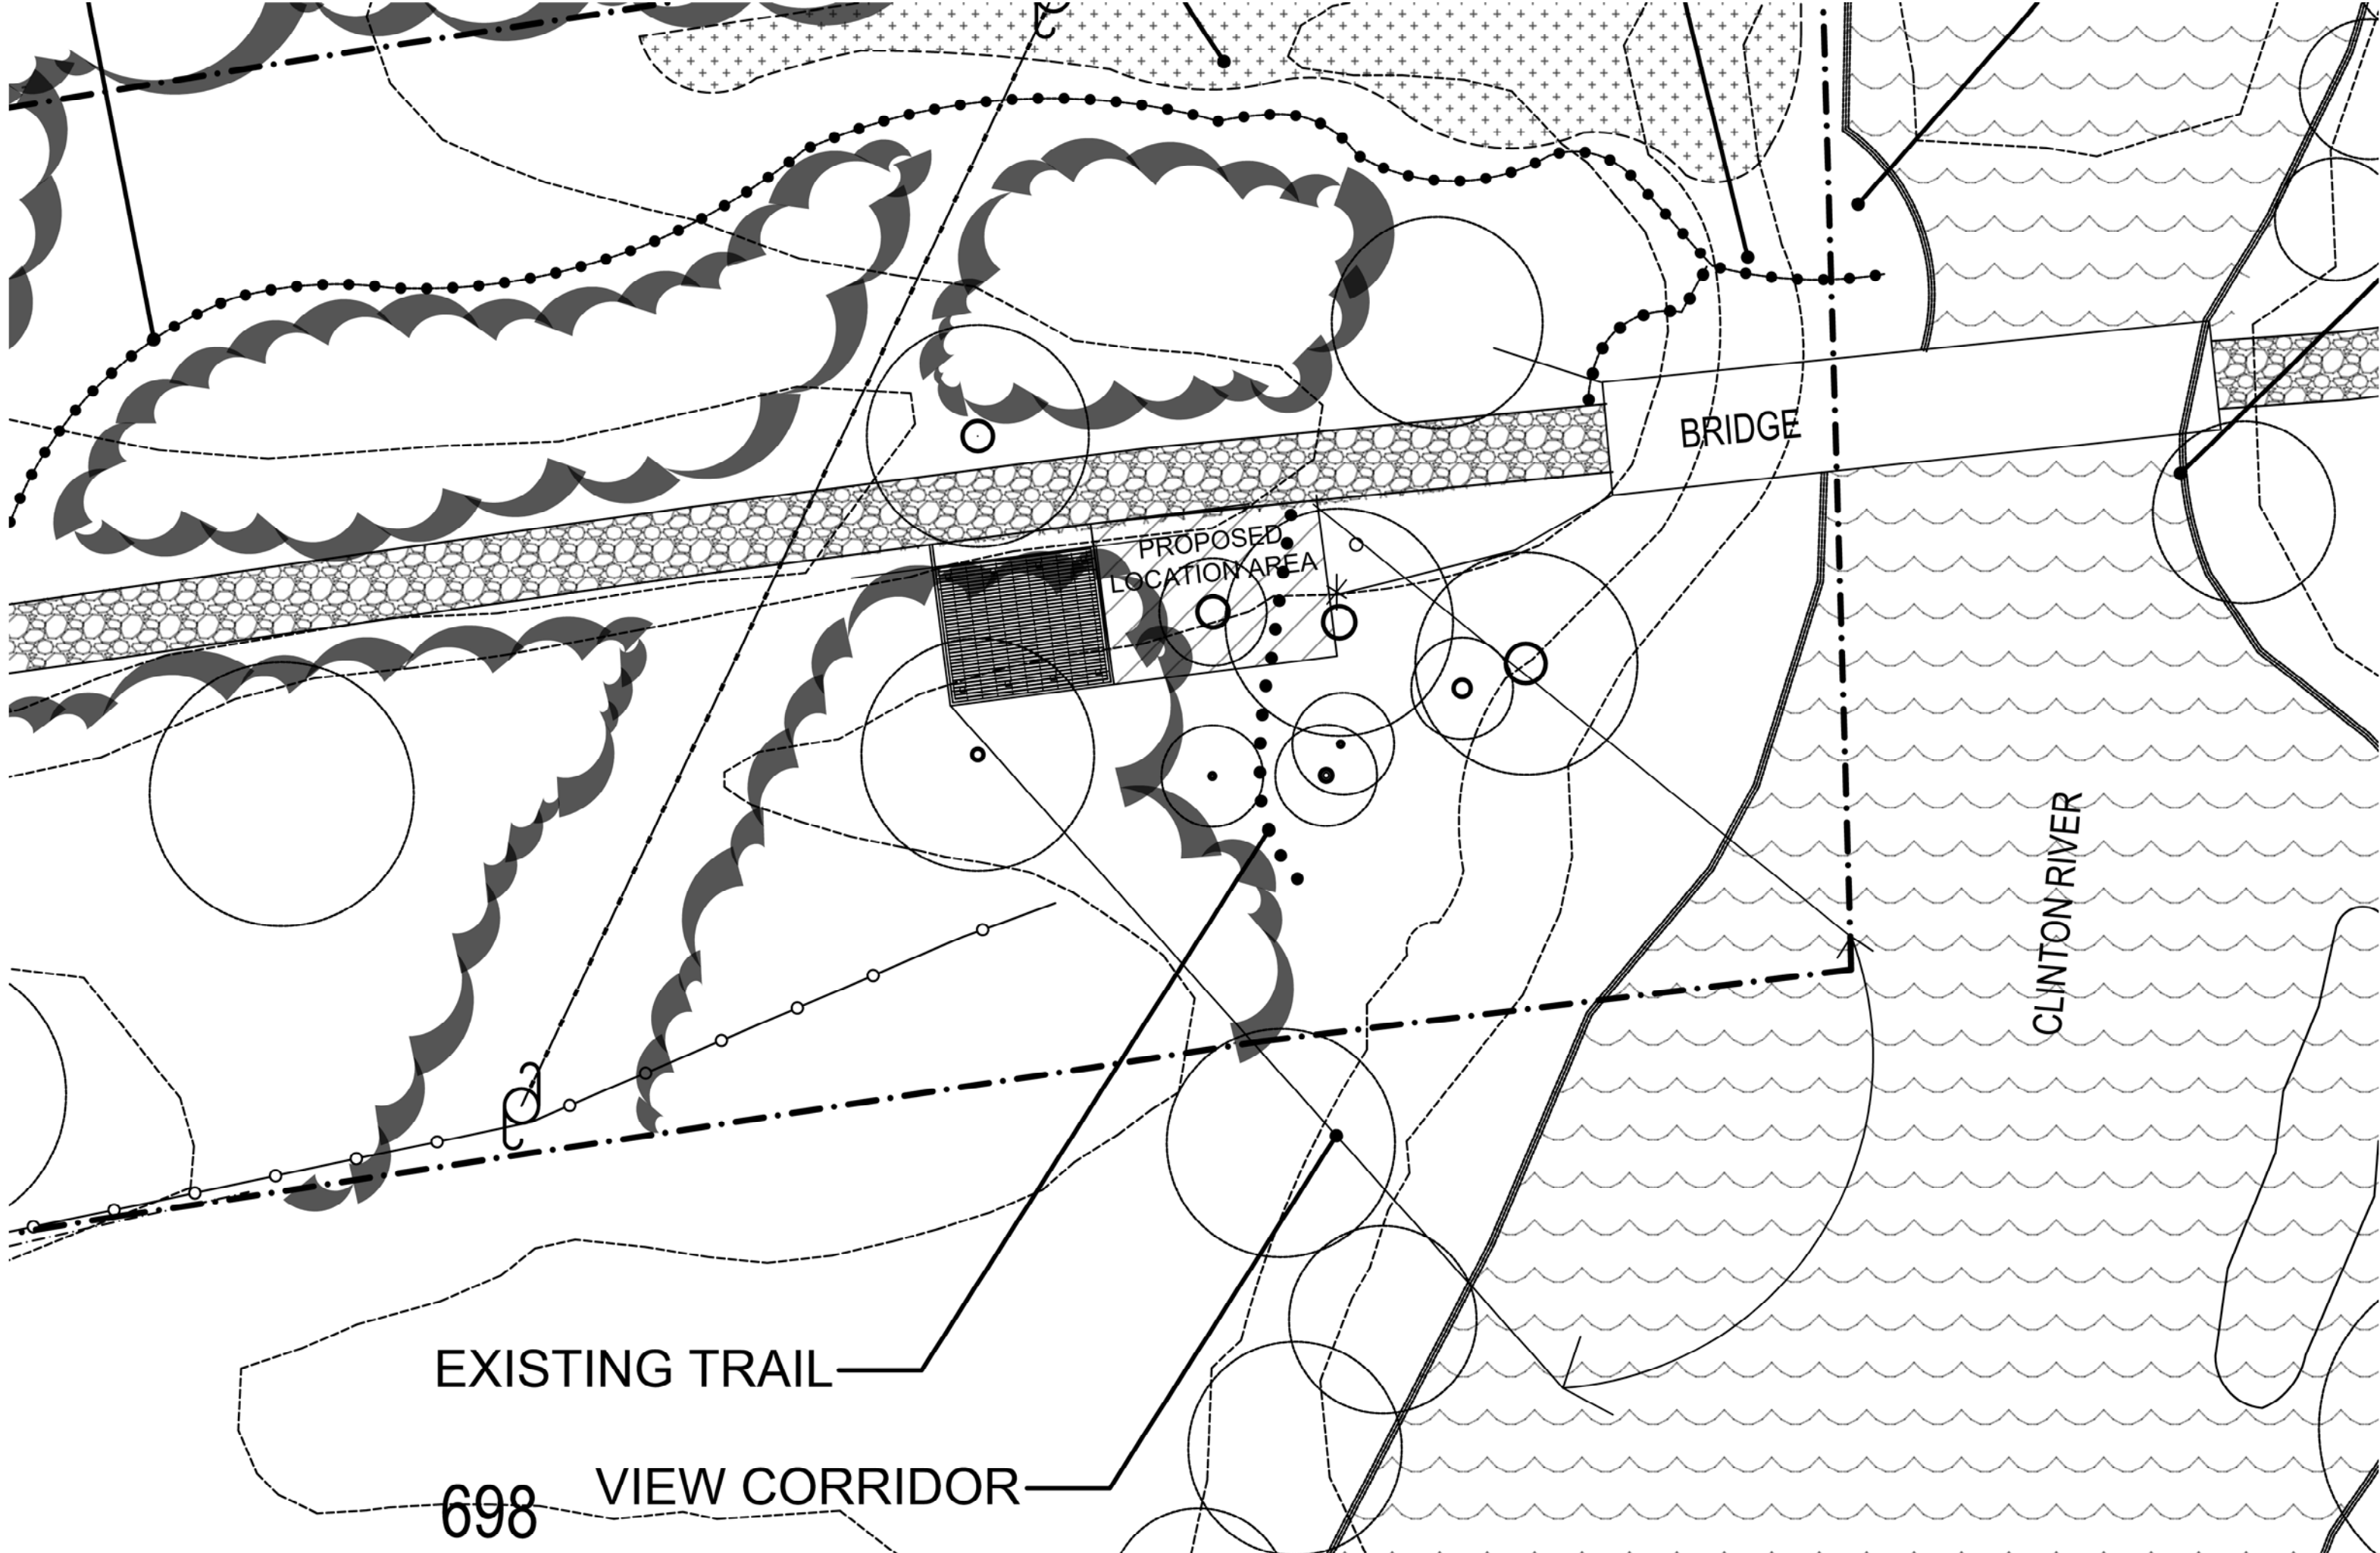 BRIDGE
PROPOSED
LOCATION AREA
CLINTON RIVER
EXISTING TRAIL
VIEW CORRIDOR
698